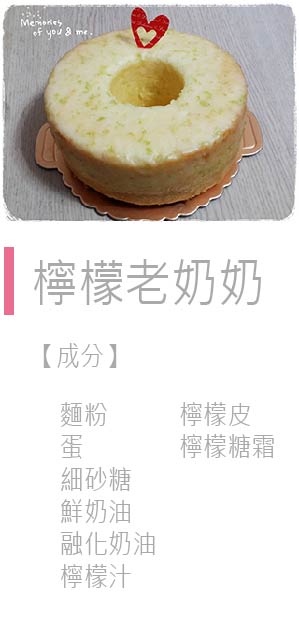 Memories
of you & me.
檸檬老奶奶
【成分】
麵粉
蛋
細砂糖
鮮奶油
融化奶油
檸檬汁
檸檬皮
檸檬糖霜